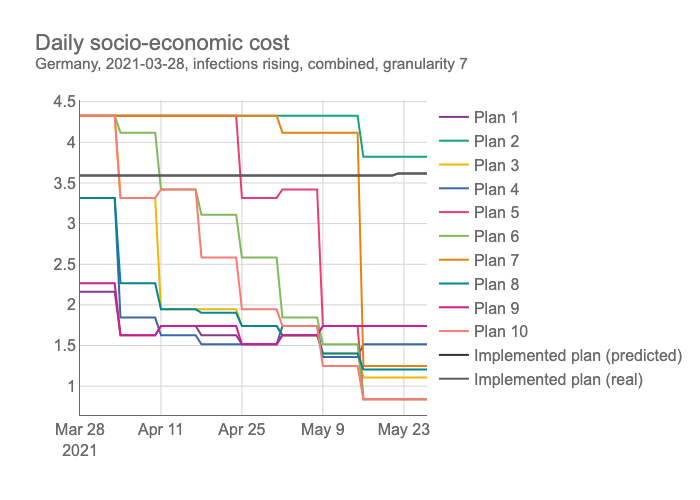 Daily socio-economic cost
Germany, 2021-03-28, infections rising, combined, granularity 7
4.5
4
3.5
3
2.5
2
1.5
1
Mar 28
2021
Apr 11
Apr 25
May 9
May 23
Plan 1
Plan 2
Plan 3
Plan 4
Plan 5
Plan 6
Plan 7
Plan 8
Plan 9
Plan 10
Implemented plan (predicted)
Implemented plan (real)